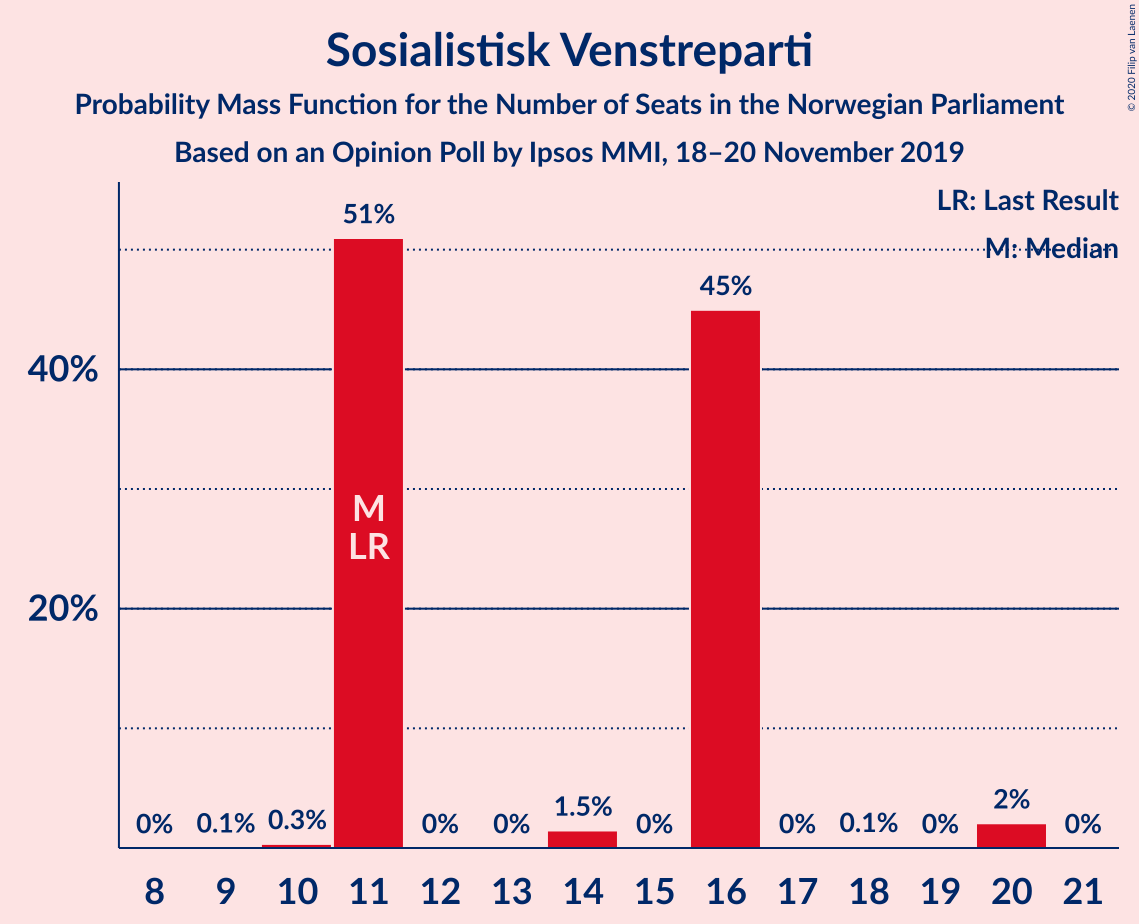 Sosialistisk Venstreparti
Probability Mass Function for the Number of Seats in the Norwegian Parliament
Based on an Opinion Poll by Ipsos MMI, 18–20 November 2019
© 2020 Filip van Laenen
LR: Last Result
M: Median
51%
45%
40%
M
LR
20%
0% 0.1% 0.3% 0% 0% 1.5% 0% 0% 0.1% 0% 2% 0%
8 9 10 11 12 13 14 15 16 17 18 19 20 21